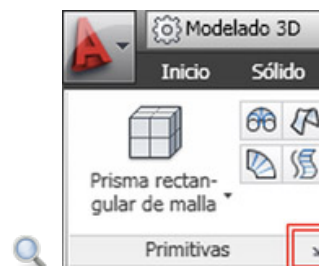 Modelado 3D
Inicio Sólido
Prisma rectan-
gular de malla
Primitivas